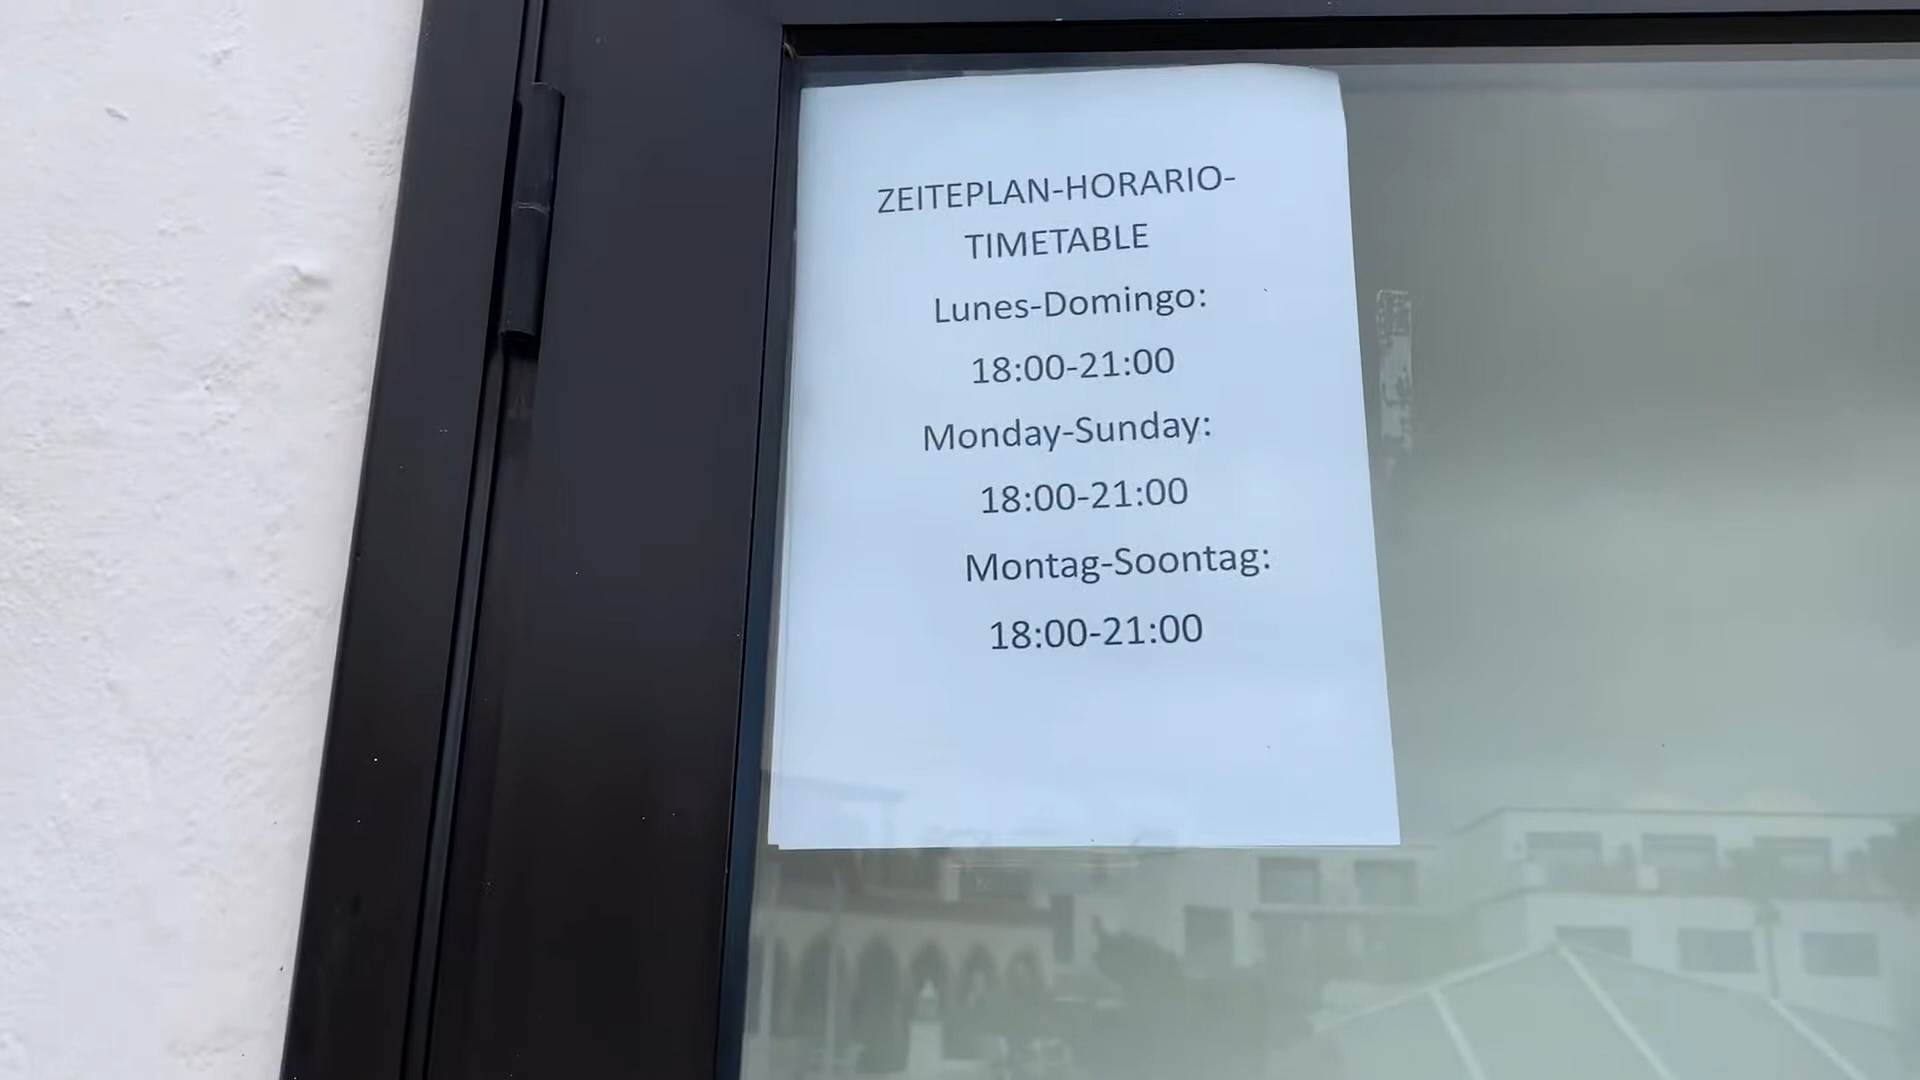 ZEITEPLAN-HORARIO-
TIMETABLE
Lunes-Domingo:
18:00-21:00
Monday-Sunday:
18:00-21:00
Montag-Soontag:
18:00-21:00